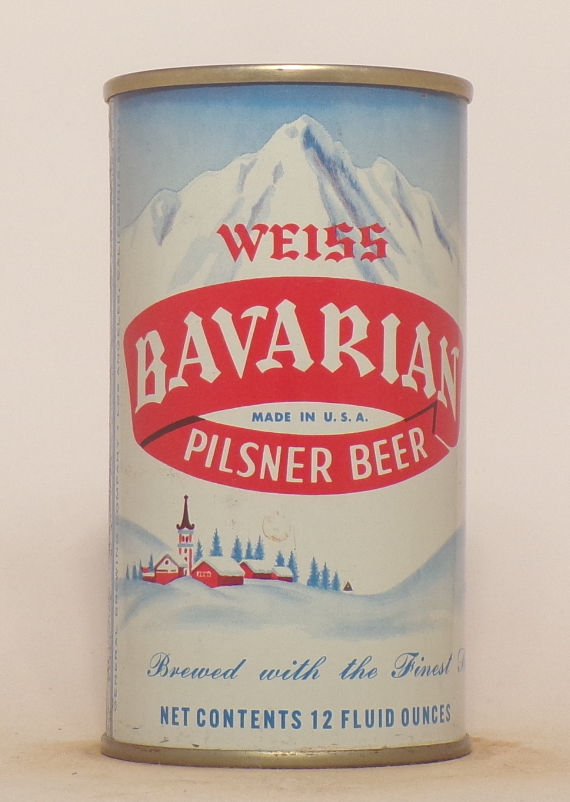 WEISS
BAVARIAN
MADE IN U.S.A.
PILSNER BEER
Brewed with the Finest
NET CONTENTS 12 FLUID OUNCES